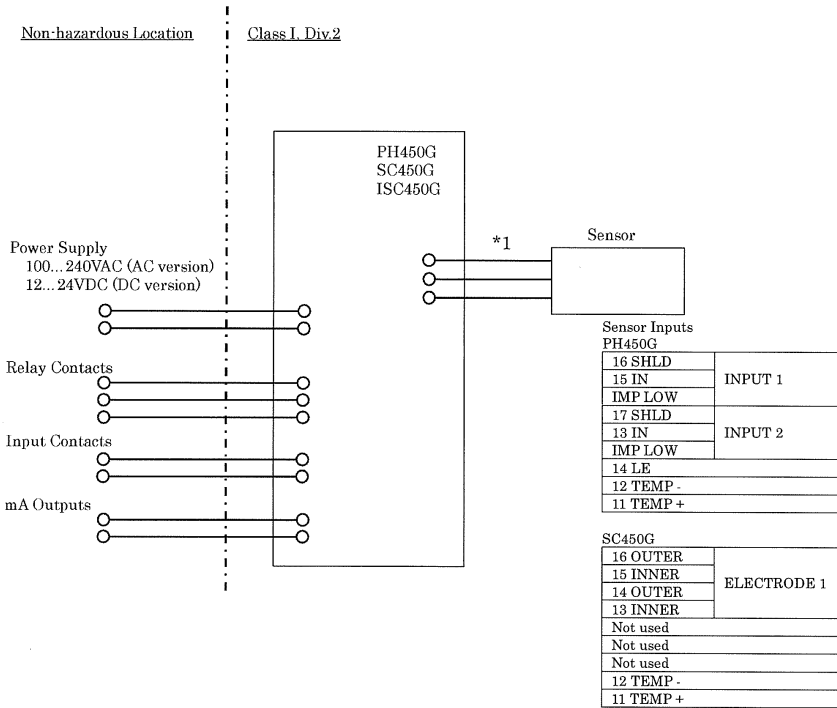 Non-hazardous Location
Class I, Div.2
PH450G
SC450G
ISC450G
*1
Sensor
Power Supply
100...240VAC (AC version)
12...24VDC (DC version)
Relay Contacts
Input Contacts
mA Outputs
Sensor Inputs
PH450G
16 SHLD
15 IN
INPUT 1
IMP LOW
17 SHLD
13 IN
INPUT 2
IMP LOW
14 LE
12 TEMP -
11 TEMP +
SC450G
16 OUTER
15 INNER
ELECTRODE 1
14 OUTER
13 INNER
Not used
Not used
Not used
12 TEMP -
11 TEMP +